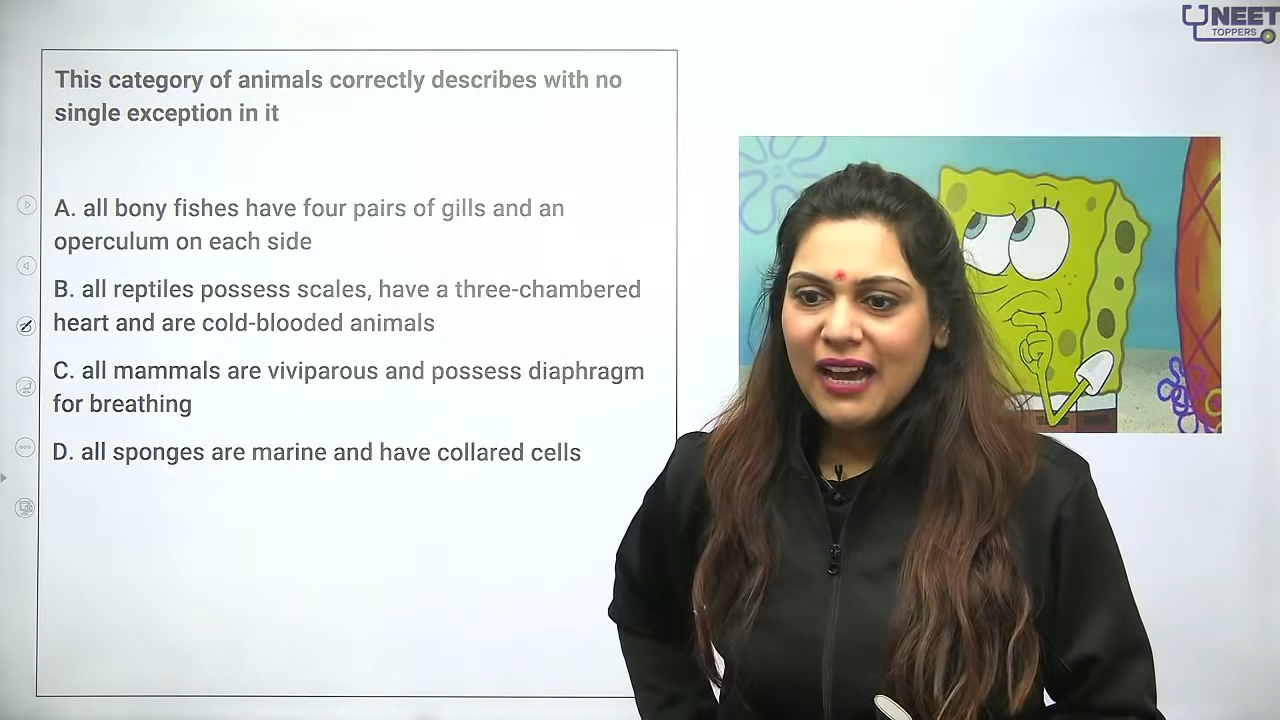 NEET
TOPPERS
This category of animals correctly describes with no
single exception in it
A. all bony fishes have four pairs of gills and an
operculum on each side
B. all reptiles possess scales, have a three-chambered
heart and are cold-blooded animals
C. all mammals are viviparous and possess diaphragm
for breathing
D. all sponges are marine and have collared cells